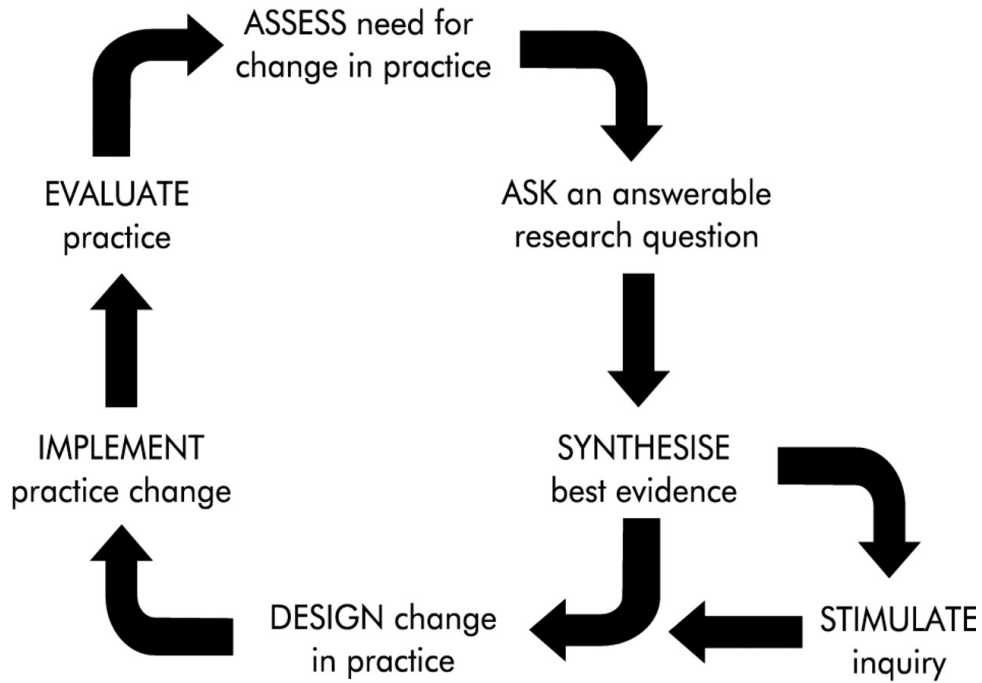 ASSESS need for
change in practice
ASK an answerable
research question
SYNTHESISE
best evidence
STIMULATE
inquiry
DESIGN change
in practice
IMPLEMENT
practice change
EVALUATE
practice